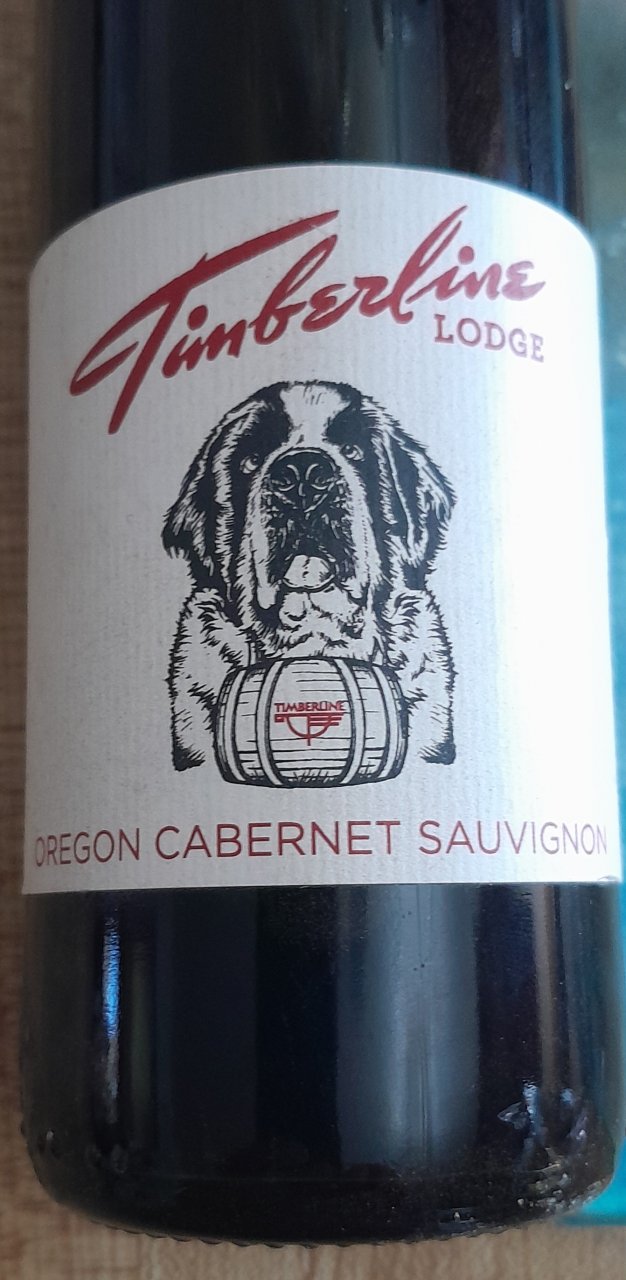 Timberline
LODGE
TIMBERLINE
OREGON CABERNET SAUVIGNON